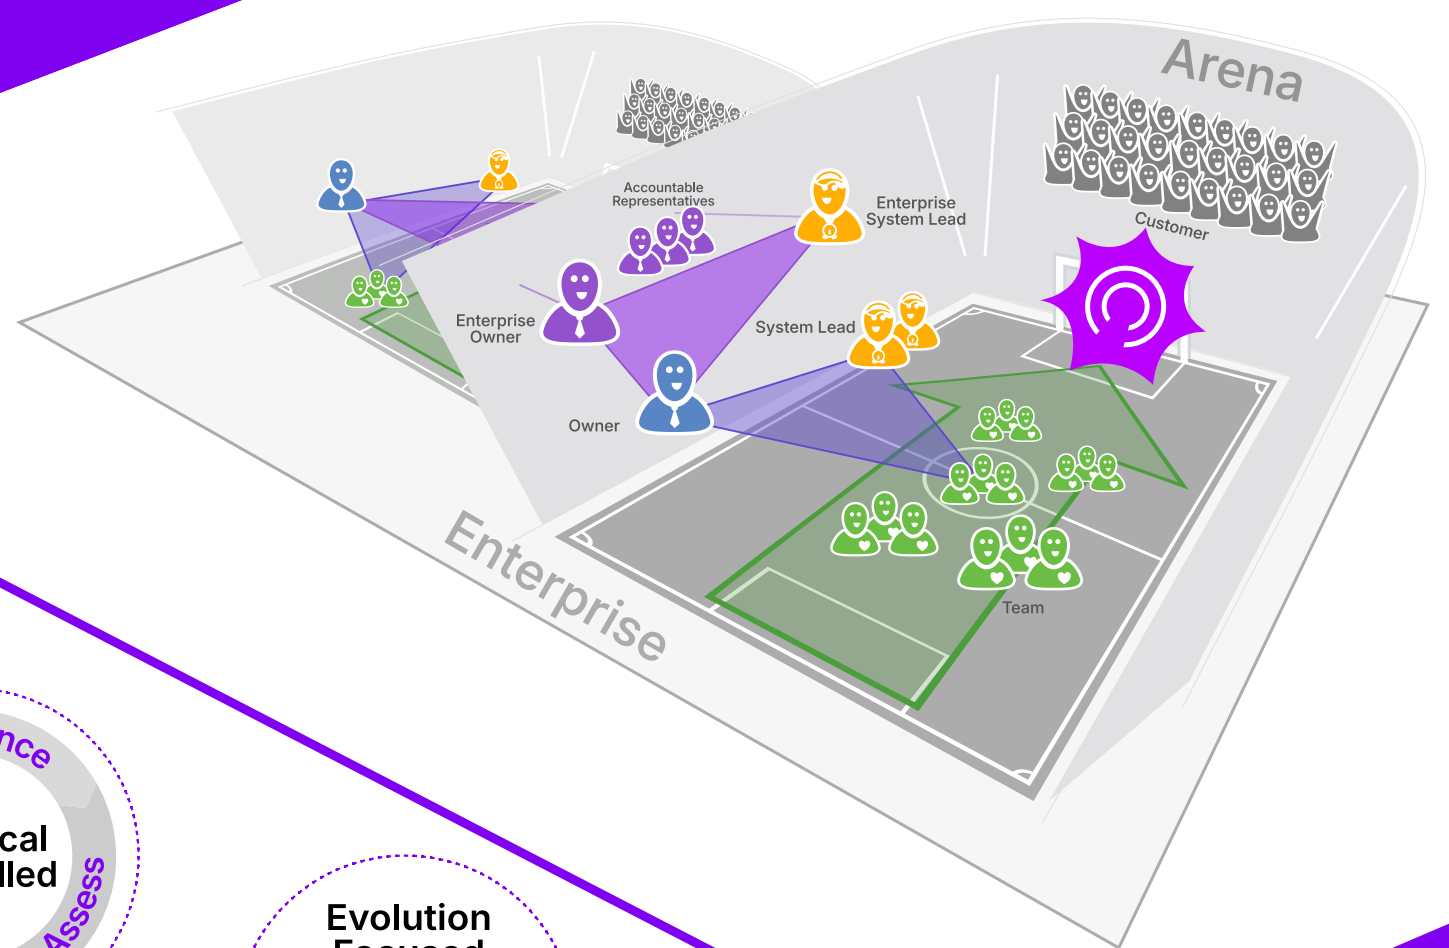 Arena
Accountable
Representatives
Enterprise
System Lead
Customer
Enterprise
Owner
System Lead
Owner
Enterprise
Team
nce
cal
lled
Assess
Evolution
Focused